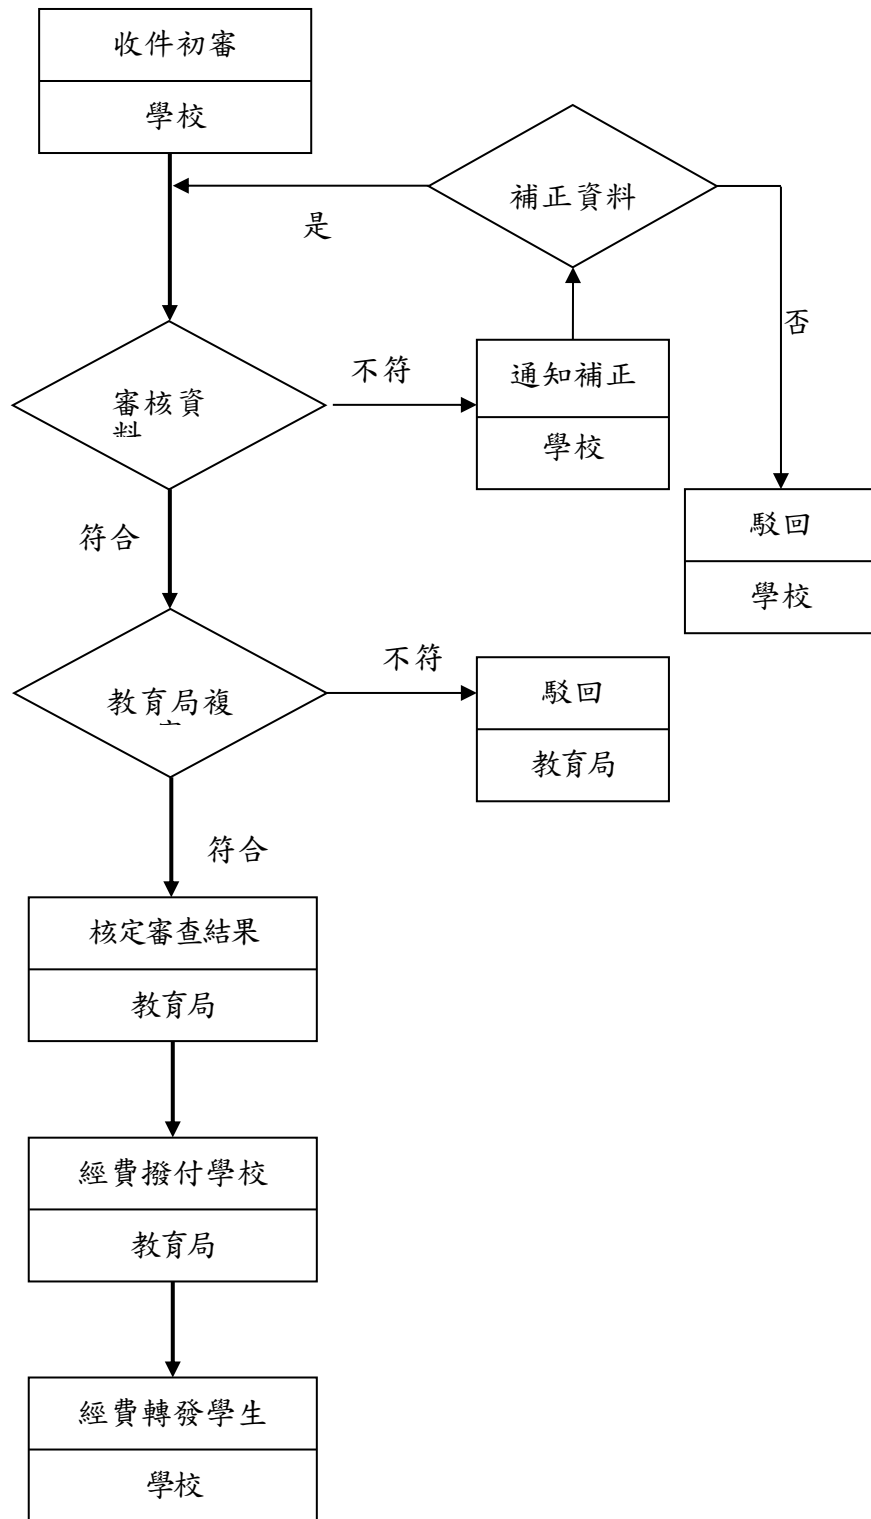 收件初審
學校
補正資料
是
否
不符
通知補正
學校
審核資
料
符合
駁回
學校
不符
教育局複
駁回
教育局
符合
核定審查結果
教育局
經費撥付學校
教育局
經費轉發學生
學校